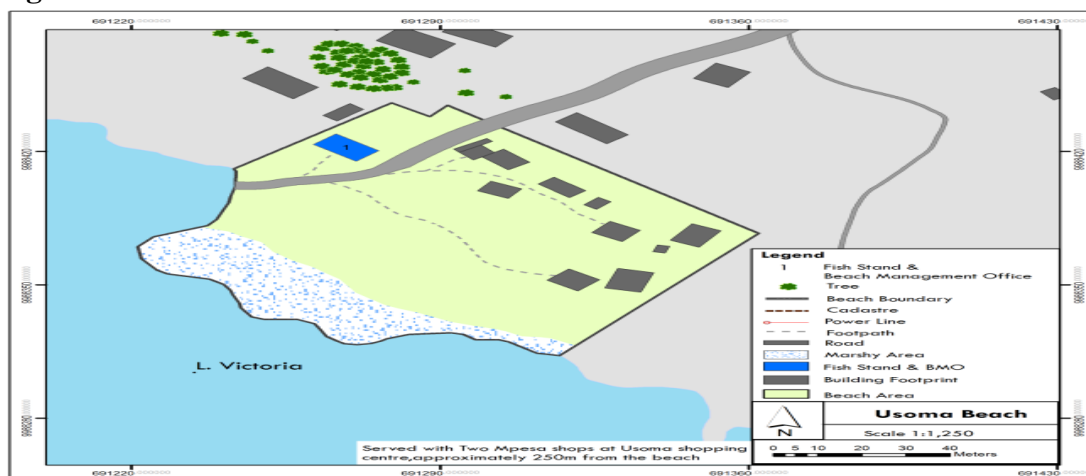 691220 691290 691360 691430
1
9998420 9998420
Legend
1 Fish Stand &
Beach Management Office
Tree
Beach Boundary
Cadastre
Power Line
Footpath
Road
Marshy Area
Fish Stand & BMO
Building Footprint
Beach Area
L. Victoria
N
Usoma Beach
Scale 1:1,250
0 5 10 20 30 40
Meters
Served with Two Mpesa shops at Usoma shopping
centre,approximately 250m from the beach
691220 691290 691360 691430